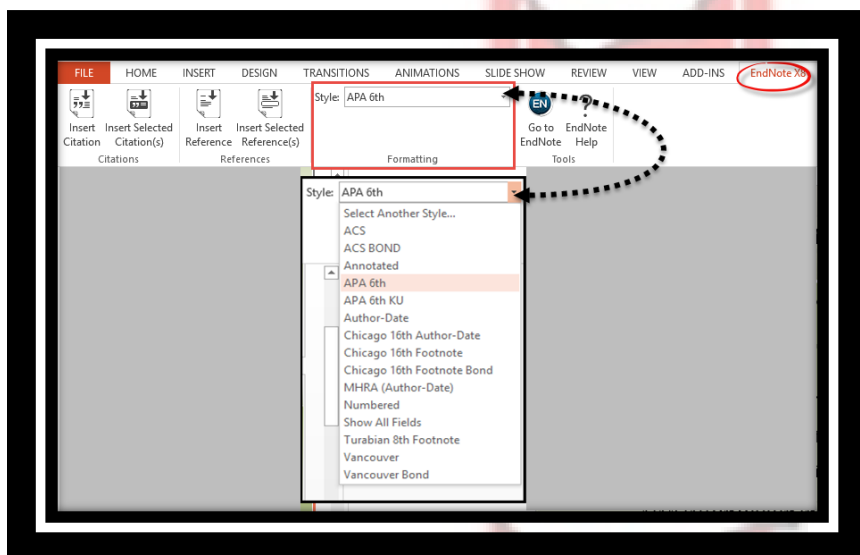 FILE HOME INSERT DESIGN TRANSITIONS ANIMATIONS SLIDE SHOW REVIEW VIEW ADD-INS EndNote X8
Style: APA 6th
Insert Citation
Insert Selected Citation(s)
Insert Reference
Insert Selected Reference(s)
EN
Go to EndNote
?
EndNote Help
Citations References Formatting Tools
Style: APA 6th
Select Another Style...
ACS
ACS BOND
Annotated
APA 6th
APA 6th KU
Author-Date
Chicago 16th Author-Date
Chicago 16th Footnote
Chicago 16th Footnote Bond
MHRA (Author-Date)
Numbered
Show All Fields
Turabian 8th Footnote
Vancouver
Vancouver Bond